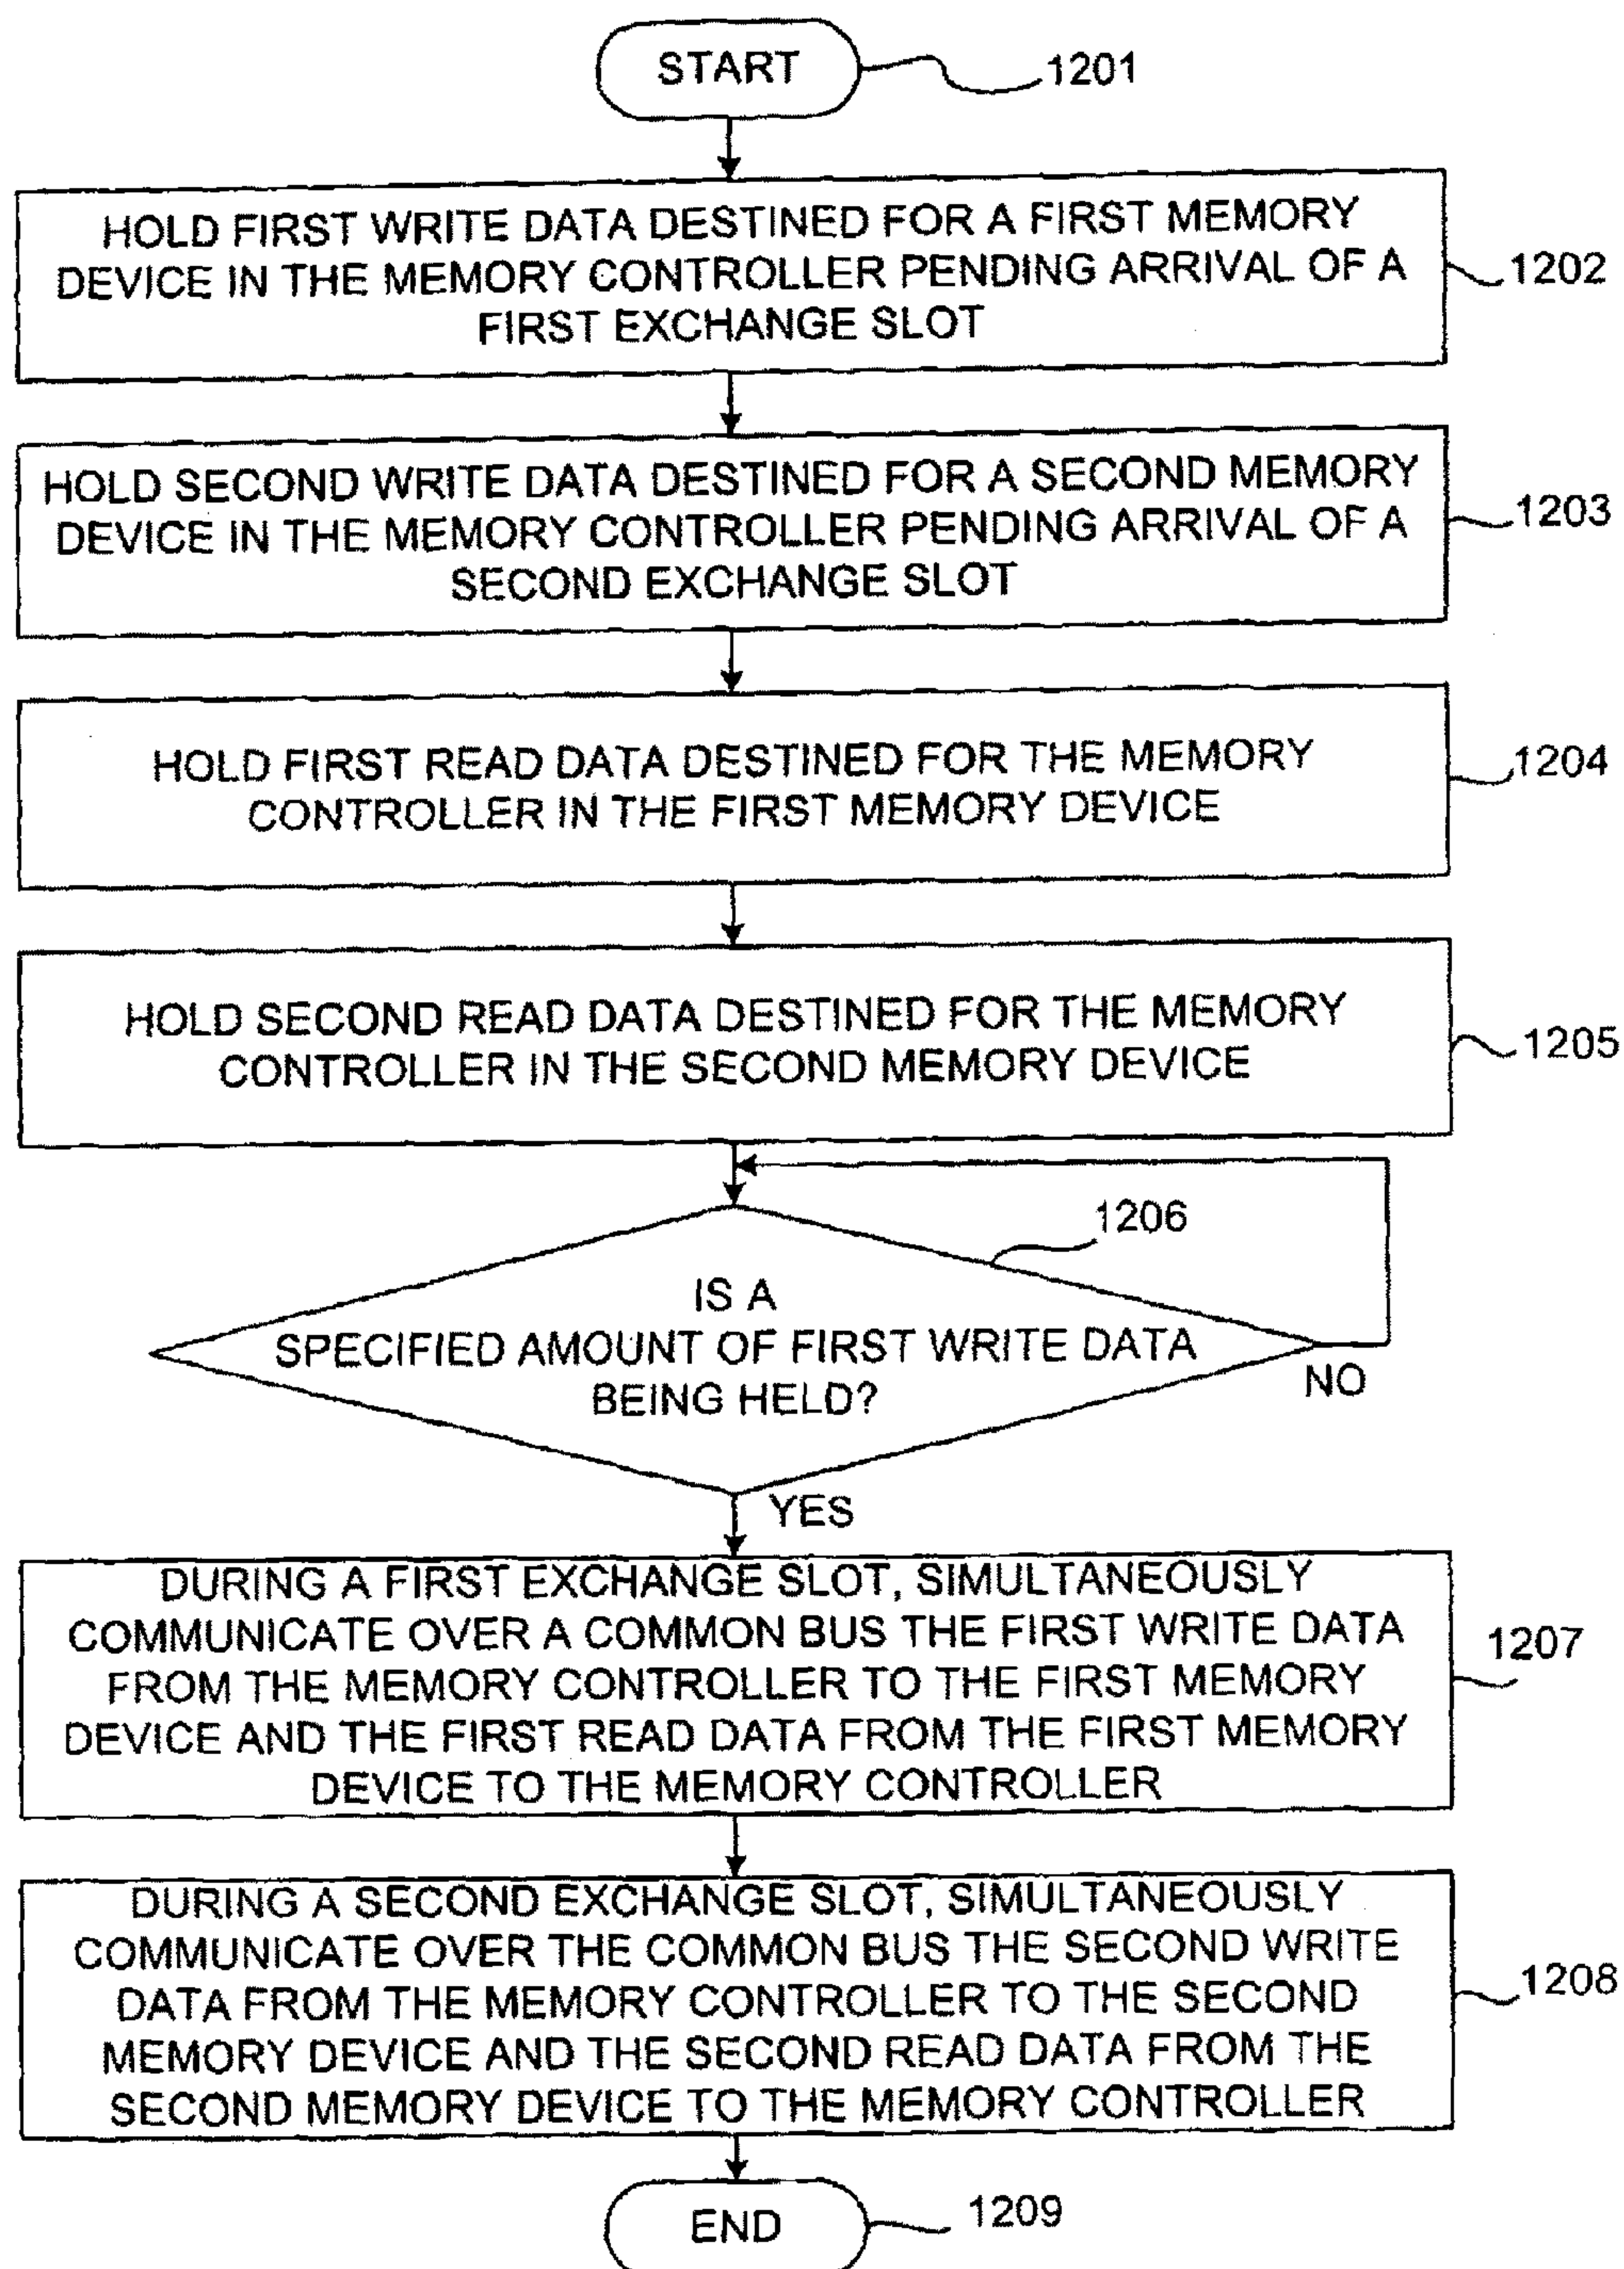 START
1201
HOLD FIRST WRITE DATA DESTINED FOR A FIRST MEMORY
DEVICE IN THE MEMORY CONTROLLER PENDING ARRIVAL OF A
FIRST EXCHANGE SLOT
1202
HOLD SECOND WRITE DATA DESTINED FOR A SECOND MEMORY
DEVICE IN THE MEMORY CONTROLLER PENDING ARRIVAL OF A
SECOND EXCHANGE SLOT
1203
HOLD FIRST READ DATA DESTINED FOR THE MEMORY
CONTROLLER IN THE FIRST MEMORY DEVICE
1204
HOLD SECOND READ DATA DESTINED FOR THE MEMORY
CONTROLLER IN THE SECOND MEMORY DEVICE
1205
1206
IS A
SPECIFIED AMOUNT OF FIRST WRITE DATA
BEING HELD?
NO
YES
DURING A FIRST EXCHANGE SLOT, SIMULTANEOUSLY
COMMUNICATE OVER A COMMON BUS THE FIRST WRITE DATA
FROM THE MEMORY CONTROLLER TO THE FIRST MEMORY
DEVICE AND THE FIRST READ DATA FROM THE FIRST MEMORY
DEVICE TO THE MEMORY CONTROLLER
1207
DURING A SECOND EXCHANGE SLOT, SIMULTANEOUSLY
COMMUNICATE OVER THE COMMON BUS THE SECOND WRITE
DATA FROM THE MEMORY CONTROLLER TO THE SECOND
MEMORY DEVICE AND THE SECOND READ DATA FROM THE
SECOND MEMORY DEVICE TO THE MEMORY CONTROLLER
1208
END
1209